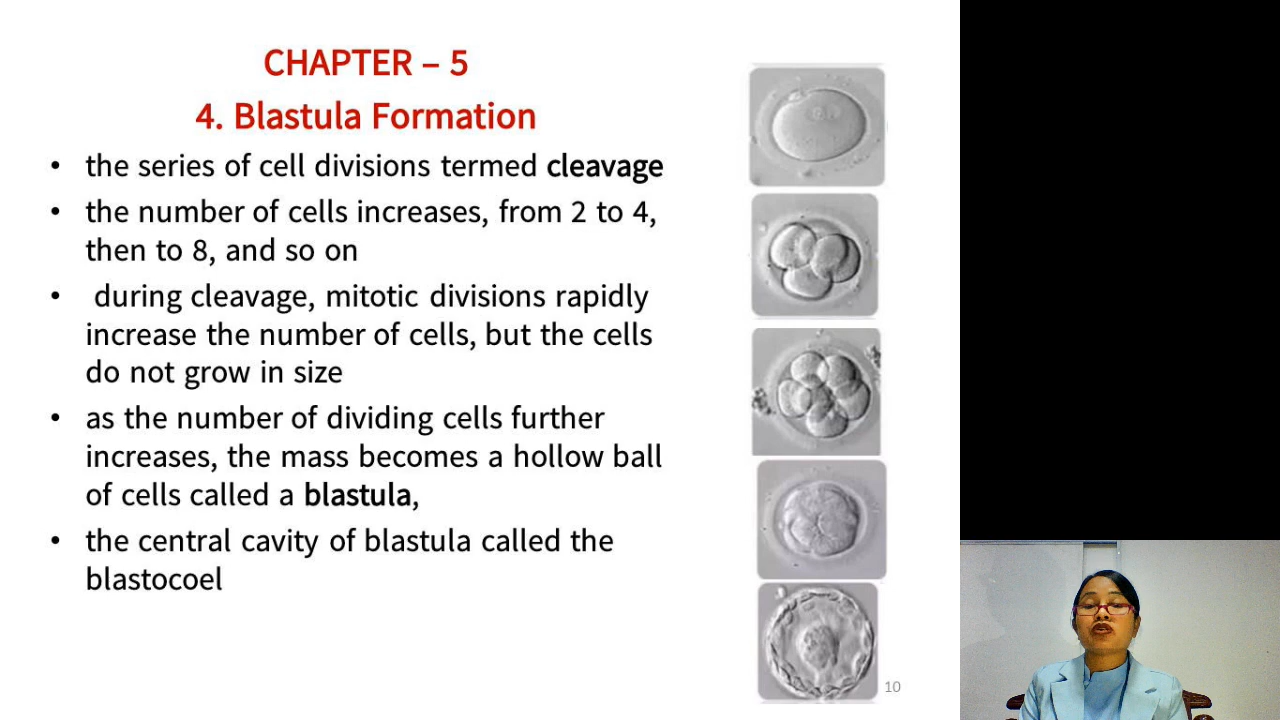 CHAPTER – 5
4. Blastula Formation
• the series of cell divisions termed cleavage
• the number of cells increases, from 2 to 4,
then to 8, and so on
• during cleavage, mitotic divisions rapidly
increase the number of cells, but the cells
do not grow in size
• as the number of dividing cells further
increases, the mass becomes a hollow ball
of cells called a blastula,
• the central cavity of blastula called the
blastocoel
10